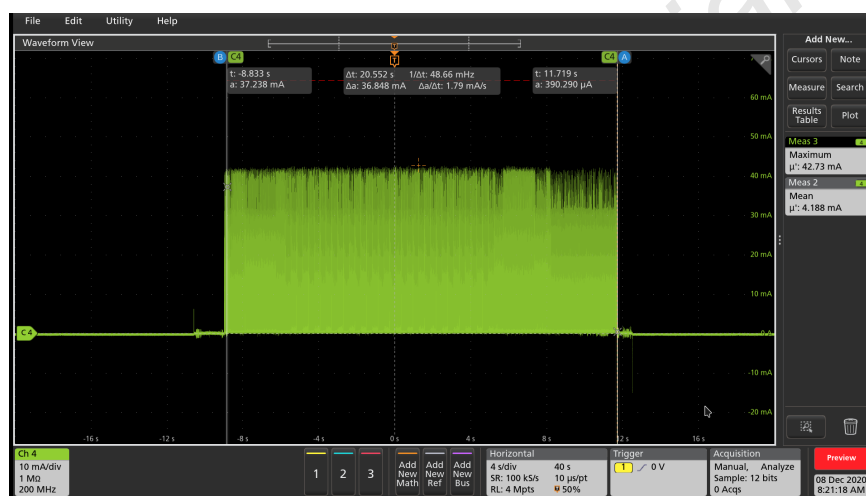 File Edit Utility Help
Waveform View
Add New...
B C4
T
C4 A
Cursors Note
t: -8.833 s
a: 37.238 mA
Δt: 20.552 s 1/Δt: 48.66 mHz
Δa: 36.848 mA Δa/Δt: 1.79 mA/s
t: 11.719 s
a: 390.290 μA
Measure Search
Results Table Plot
60 mA
50 mA
40 mA
30 mA
20 mA
10 mA
0 A
-10 mA
-20 mA
Meas 3 4
Maximum
μ': 42.73 mA
Meas 2 4
Mean
μ': 4.188 mA
C4
-16 s -12 s -8 s -4 s 0 s 4 s 8 s 12 s 16 s
Ch 4
10 mA/div
1 MΩ
200 MHz
1 2 3
Add New Math
Add New Ref
Add New Bus
Horizontal
4 s/div 40 s
SR: 100 kS/s 10 μs/pt
RL: 4 Mpts 50%
Trigger
1 0 V
Acquisition
Manual, Analyze
Sample: 12 bits
0 Acqs
Preview
08 Dec 202
8:21:18 AM